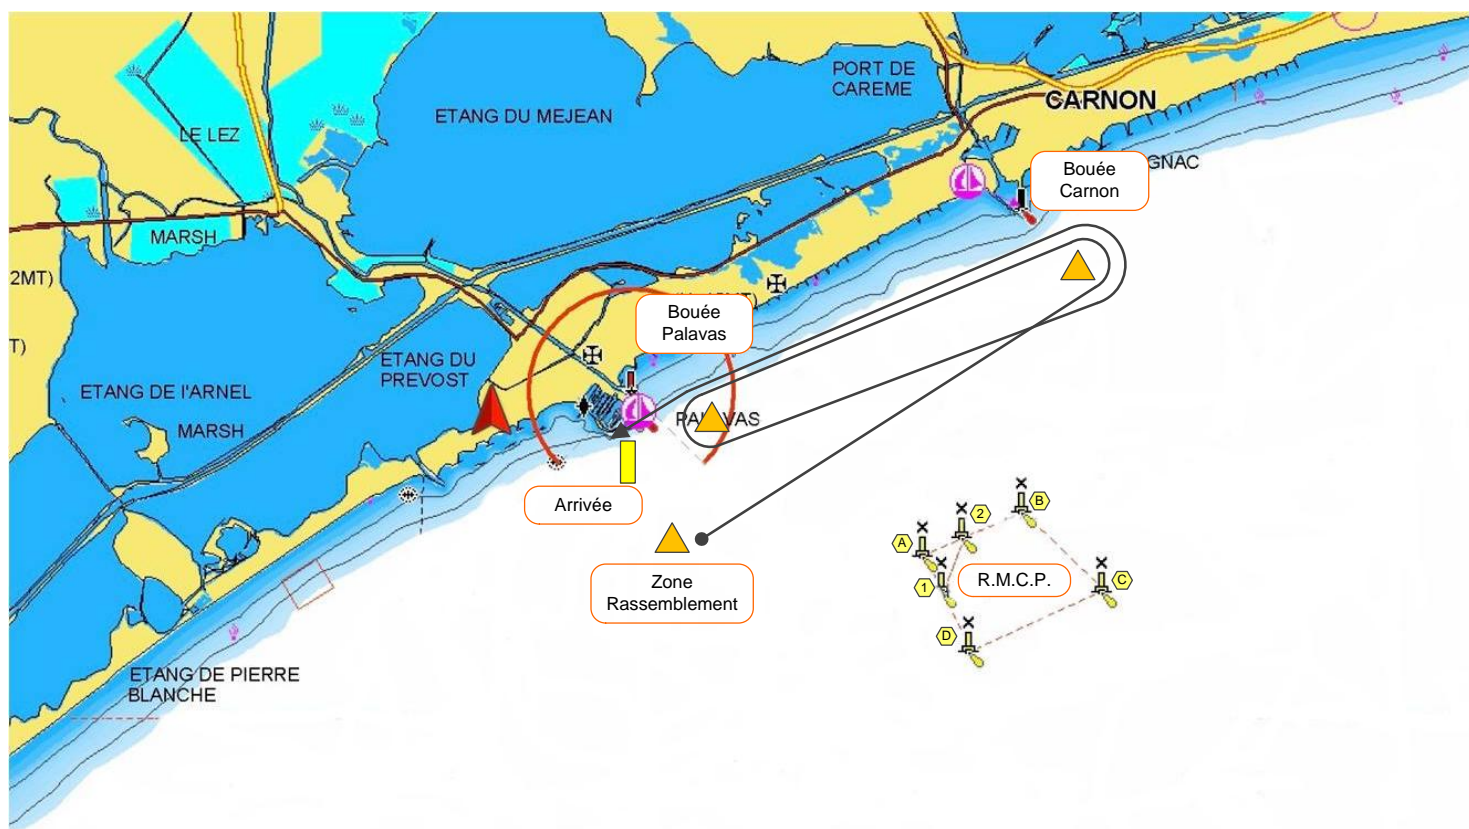 PORT DE
CAREME
CARNON
ETANG DU MEJEAN
LE LEZ
GNAC
Bouée
Carnon
MARSH
2MT)
Bouée
Palavas
T)
ETANG DU
PREVOST
ETANG DE l'ARNEL
MARSH
PALAVAS
Arrivée
B
2
A
R.M.C.P.
C
1
Zone
Rassemblement
D
ETANG DE PIERRE
BLANCHE